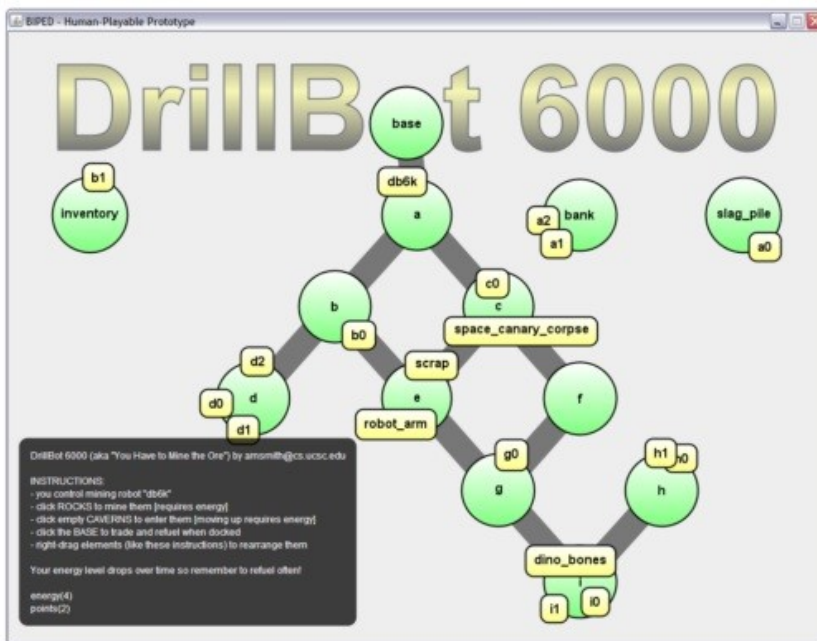 BIPED - Human-Playable Prototype
DrillB t 6000
base
b1
inventory
db6k
a
a2
bank
a1
slag_pile
a0
b
b0
c0
c
space_canary_corpse
d2
d
d0
d1
scrap
e
robot_arm
f
g0
g
h1
h0
h
dino_bones
i
i1
i0
DrillBot 6000 (aka "You Have to Mine the Ore") by amsmith@cs.ucsc.edu
INSTRUCTIONS:
- you control mining robot "db6k"
- click ROCKS to mine them [requires energy]
- click empty CAVERNS to enter them [moving up requires energy]
- click the BASE to trade and refuel when docked
- right-drag elements (like these instructions) to rearrange them
Your energy level drops over time so remember to refuel often!
energy(4)
points(2)